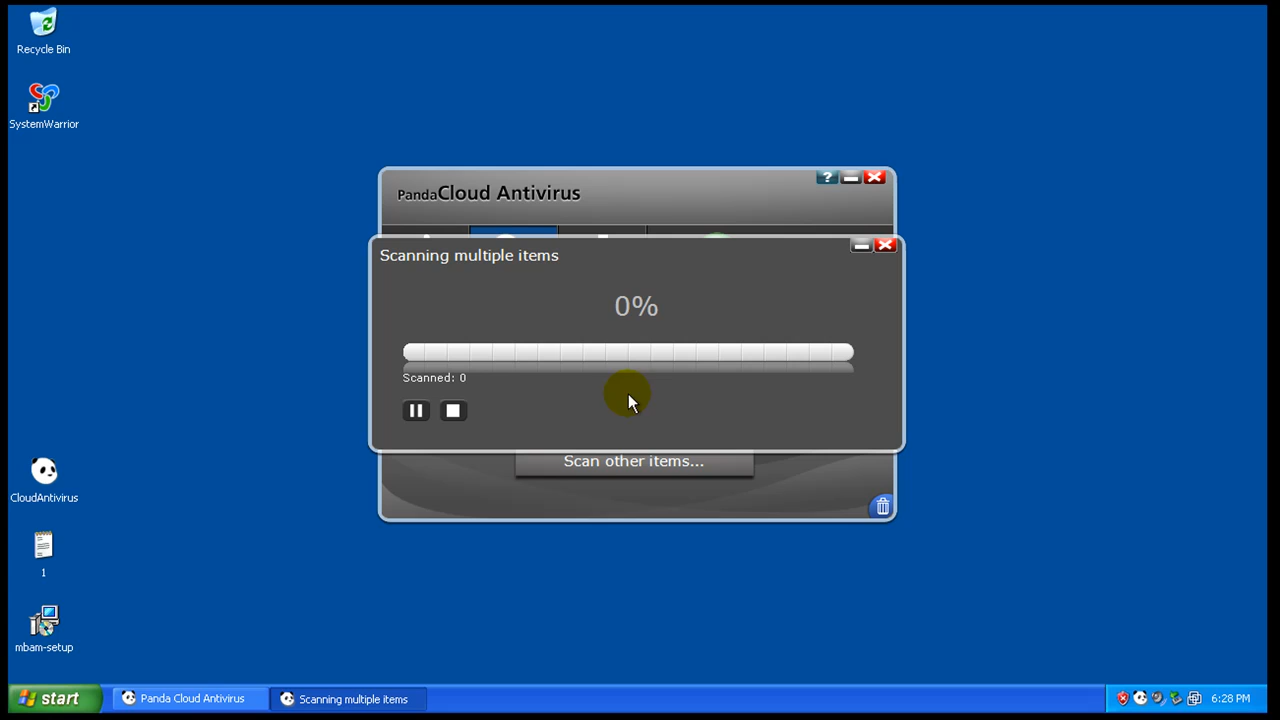 Recycle Bin
SystemWarrior
PandaCloud Antivirus
?
Scanning multiple items
0%
Scanned: 0
Scan other items...
CloudAntivirus
1
mbam-setup
start
Panda Cloud Antivirus
Scanning multiple items
6:28 PM